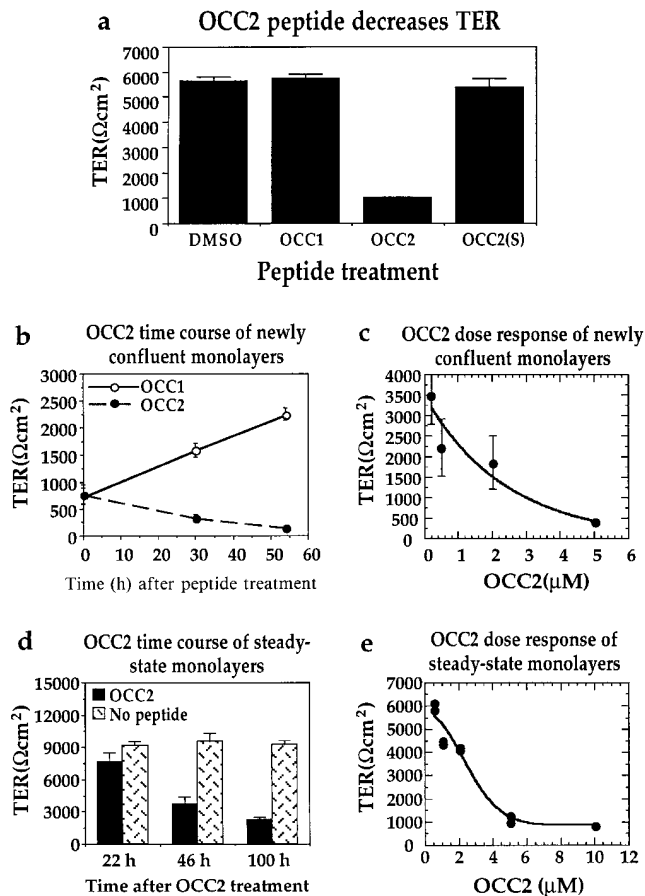 a OCC2 peptide decreases TER
TER(Ωcm2)
7000
6000
5000
4000
3000
2000
1000
0
DMSO OCC1 OCC2 OCC2(S)
Peptide treatment
b OCC2 time course of newly
confluent monolayers
TER(Ωcm2)
3000
2500
2000
1500
1000
500
0
OCC1
OCC2
0 10 20 30 40 50 60
Time (h) after peptide treatment
c OCC2 dose response of newly
confluent monolayers
TER(Ωcm2)
4000
3500
3000
2500
2000
1500
1000
500
0
0 1 2 3 4 5 6
OCC2(μM)
d OCC2 time course of steady-
state monolayers
TER(Ωcm2)
15000
12000
9000
6000
3000
0
OCC2
No peptide
22 h 46 h 100 h
Time after OCC2 treatment
e OCC2 dose response of
steady-state monolayers
TER(Ωcm2)
7000
6000
5000
4000
3000
2000
1000
0
0 2 4 6 8 10 12
OCC2 (μM)